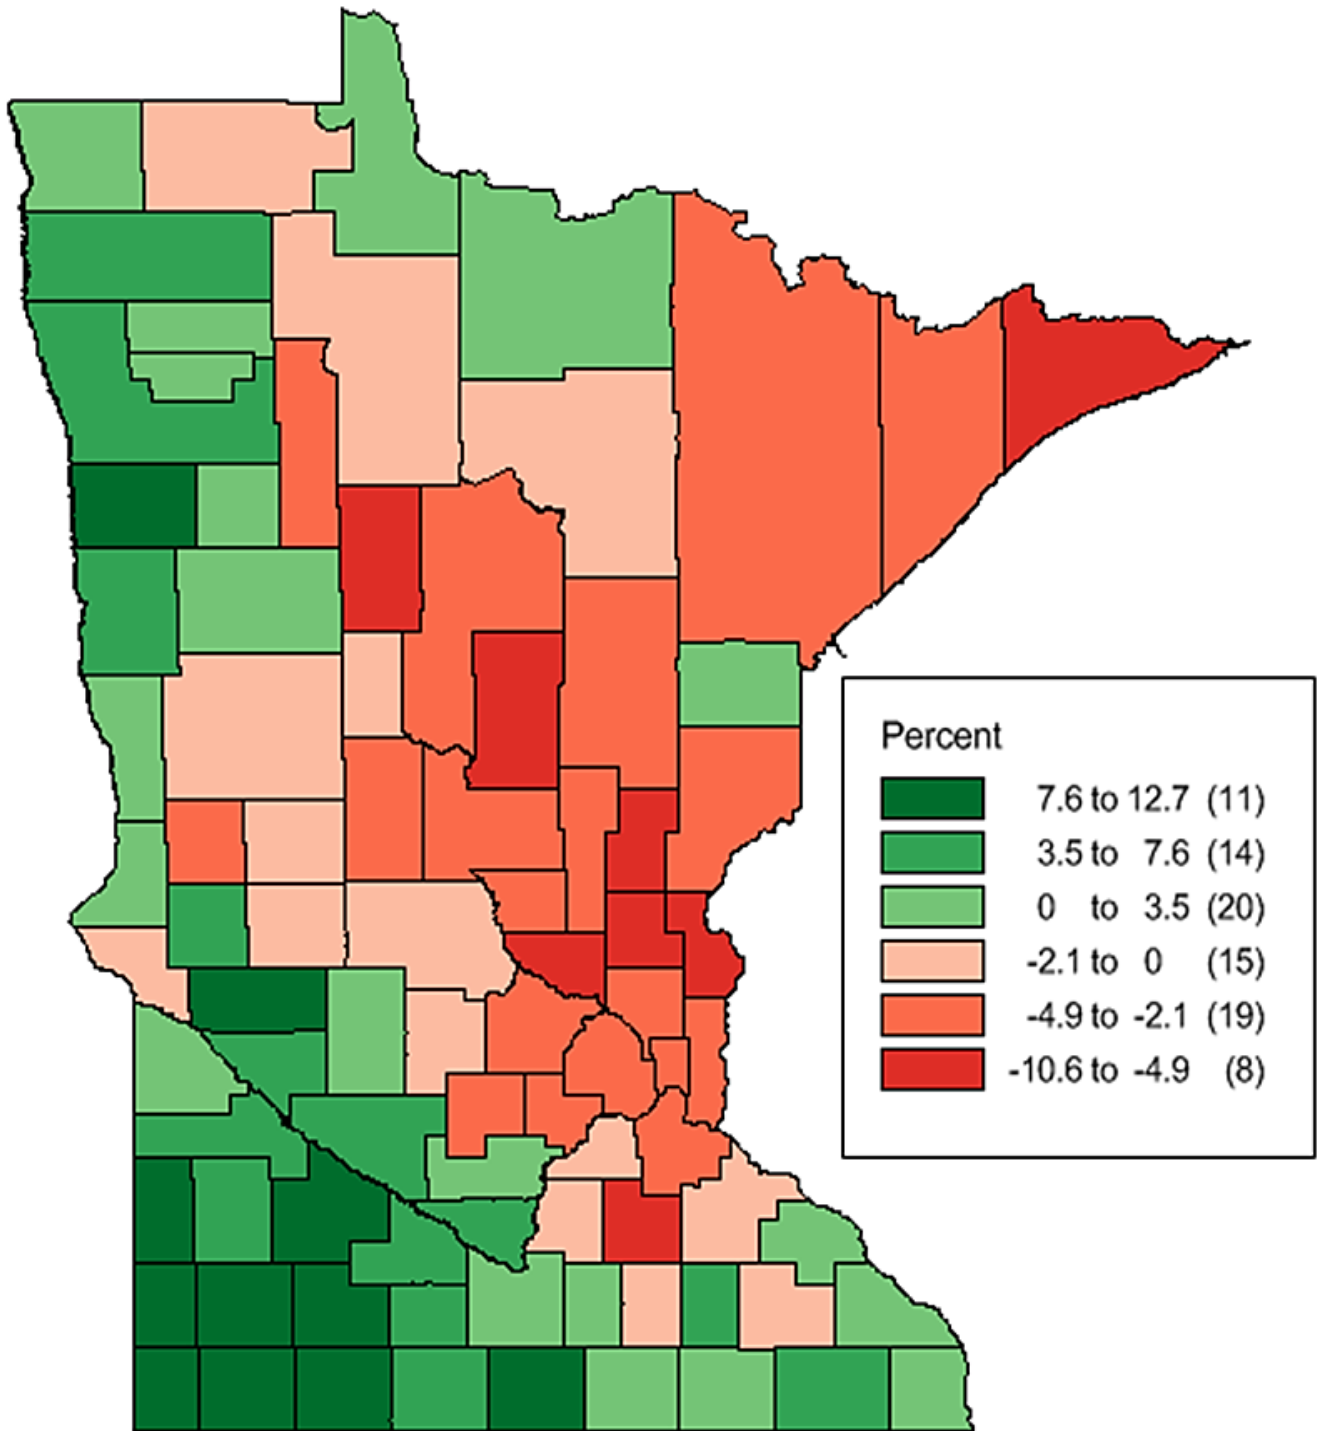 Percent
7.6 to 12.7 (11)
3.5 to 7.6 (14)
0 to 3.5 (20)
-2.1 to 0 (15)
-4.9 to -2.1 (19)
-10.6 to -4.9 (8)